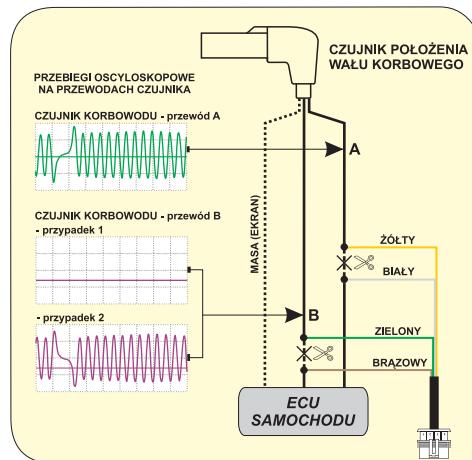 CZUJNIK POŁOŻENIA
WAŁU KORBOWEGO
PRZEBIEGI OSCYLOSKOPOWE
NA PRZEWODACH CZUJNIKA
CZUJNIK KORBOWODU - przewód A
A
CZUJNIK KORBOWODU - przewód B
- przypadek 1
- przypadek 2
MASA (EKRAN)
B
ŻÓŁTY
BIAŁY
ZIELONY
BRĄZOWY
ECU
SAMOCHODU